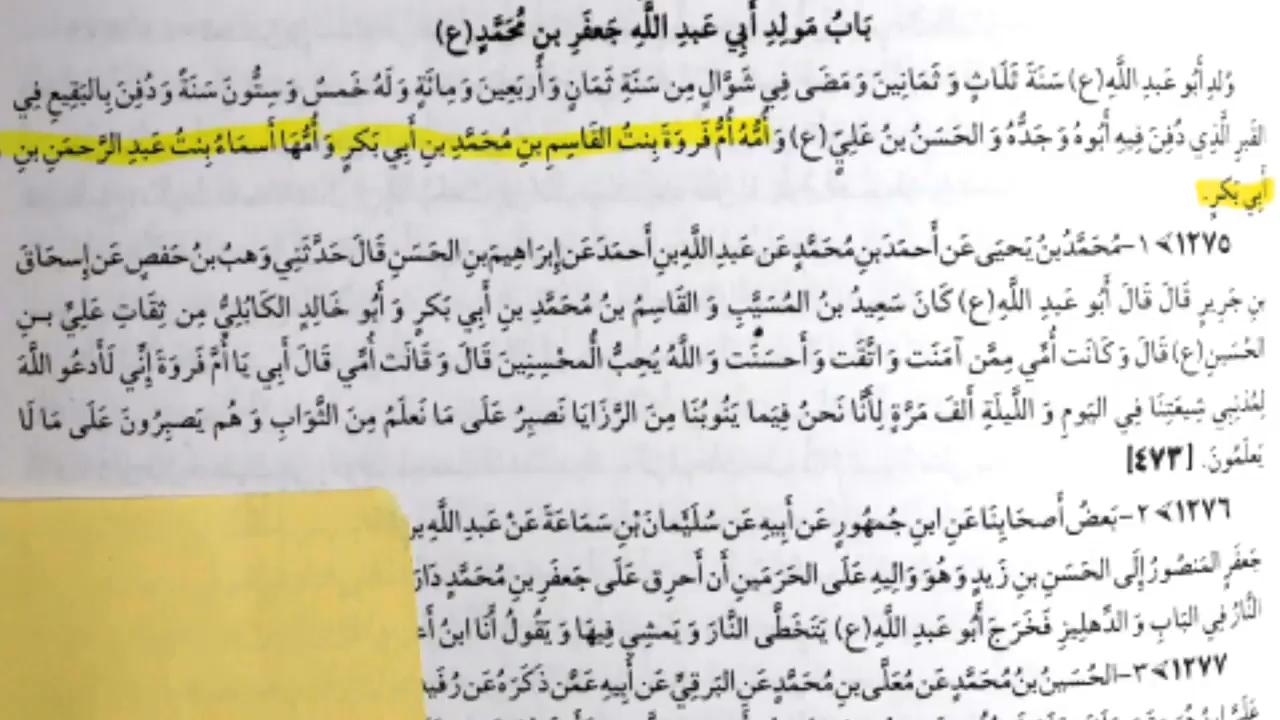 بَابُ مَولِدِ أَبِي عَبدِ اللَّهِ جَعفَرِ بنِ مُحَمَّدٍ (ع)
وُلِدَ أَبُو عَبدِ اللَّهِ (ع) سَنَةَ ثَلَاثٍ وَ ثَمَانِينَ وَ مَضَى فِي شَوَّالٍ مِن سَنَةِ ثَمَانٍ وَ أَربَعِينَ وَ مِائَةٍ وَ لَهُ خَمسٌ وَ سِتُّونَ سَنَةً وَ دُفِنَ بِالبَقِيعِ فِي
القَبرِ الَّذِي دُفِنَ فِيهِ أَبُوهُ وَ جَدُّهُ وَ الحَسَنُ بنُ عَلِيٍّ (ع) وَ أُمُّهُ أُمُّ فَروَةَ بِنتُ القَاسِمِ بنِ مُحَمَّدِ بنِ أَبِي بَكرٍ وَ أُمُّهَا أَسمَاءُ بِنتُ عَبدِ الرَّحمَنِ بنِ
أَبِي بَكرٍ.
١٢٧٥ ⮜ ١- مُحَمَّدُ بنُ يَحيَى عَن أَحمَدَ بنِ مُحَمَّدٍ عَن عَبدِ اللَّهِ بنِ أَحمَدَ عَن إِبرَاهِيمَ بنِ الحَسَنِ قَالَ حَدَّثَنِي وَهبُ بنُ حَفصٍ عَن إِسحَاقَ
بنِ جَرِيرٍ قَالَ قَالَ أَبُو عَبدِ اللَّهِ (ع) كَانَ سَعِيدُ بنُ المُسَيَّبِ وَ القَاسِمُ بنُ مُحَمَّدِ بنِ أَبِي بَكرٍ وَ أَبُو خَالِدٍ الكَابُلِيُّ مِن ثِقَاتِ عَلِيِّ بنِ
الحُسَينِ (ع) قَالَ وَ كَانَت أُمِّي مِمَّن آمَنَت وَ اتَّقَت وَ أَحسَنَت وَ اللَّهُ يُحِبُّ المُحسِنِينَ قَالَ وَ قَالَت أُمِّي قَالَ أَبِي يَا أُمَّ فَروَةَ إِنِّي لَأَدعُو اللَّهَ
لِمُذنِبِي شِيعَتِنَا فِي اليَومِ وَ اللَّيلَةِ أَلفَ مَرَّةٍ لِأَنَّا نَحنُ فِيمَا يَنُوبُنَا مِنَ الرَّزَايَا نَصبِرُ عَلَى مَا نَعلَمُ مِنَ الثَّوَابِ وَ هُم يَصبِرُونَ عَلَى مَا لَا
يَعلَمُونَ. [٤٧٣]
١٢٧٦ ⮜ ٢- بَعضُ أَصحَابِنَا عَنِ ابنِ جُمهُورٍ عَن أَبِيهِ عَن سُلَيْمَانَ بْنِ سَمَاعَةَ عَنْ عَبدِ اللَّهِ بنِ
جَعفَرٍ المَنصُورُ إِلَى الحَسَنِ بنِ زَيدٍ وَ هُوَ وَالِيهِ عَلَى الحَرَمَينِ أَن أَحرِق عَلَى جَعفَرِ بنِ مُحَمَّدٍ دَارَ
النَّارُ فِي البَابِ وَ الدِّهلِيزِ فَخَرَجَ أَبُو عَبدِ اللَّهِ (ع) يَتَخَطَّى النَّارَ وَ يَمشِي فِيهَا وَ يَقُولُ أَنَا ابنُ
١٢٧٧ ⮜ ٣- الحُسَينُ بنُ مُحَمَّدٍ عَن مُعَلَّى بنِ مُحَمَّدٍ عَنِ البَرقِيِّ عَن أَبِيهِ عَمَّن ذَكَرَهُ عَن رُفَيدٍ